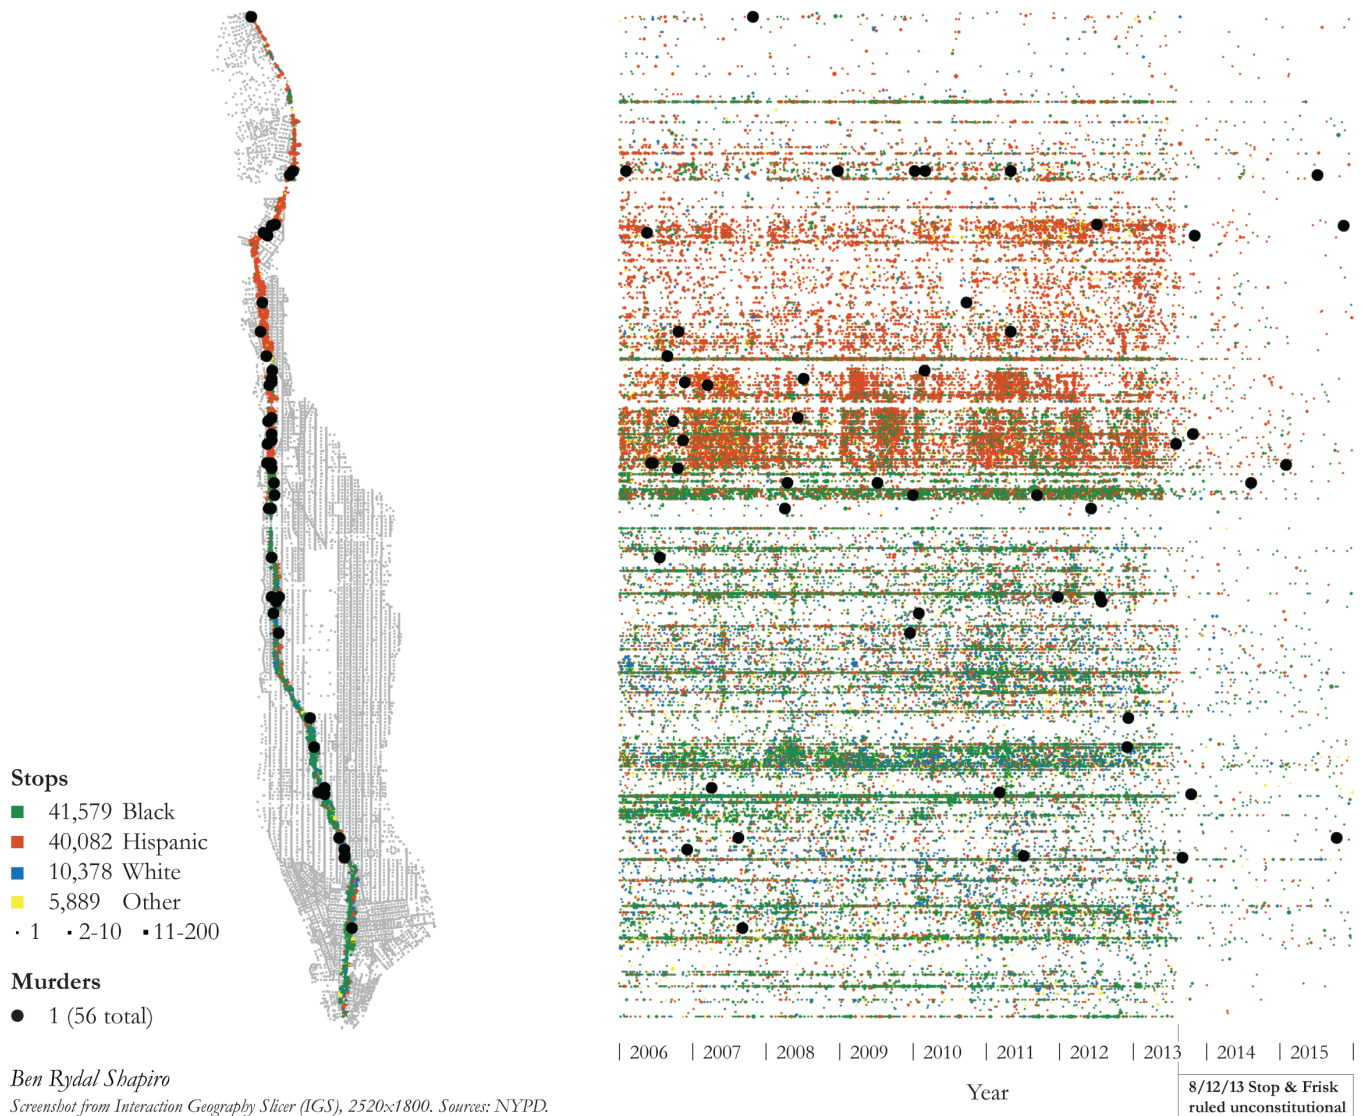 Stops
41,579 Black
40,082 Hispanic
10,378 White
5,889 Other
1 2-10 11-200
Murders
1 (56 total)
Ben Rydal Shapiro
Screenshot from Interaction Geography Slicer (IGS), 2520x1800. Sources: NYPD.
2006 2007 2008 2009 2010 2011 2012 2013 2014 2015
Year
8/12/13 Stop & Frisk
ruled unconstitutional